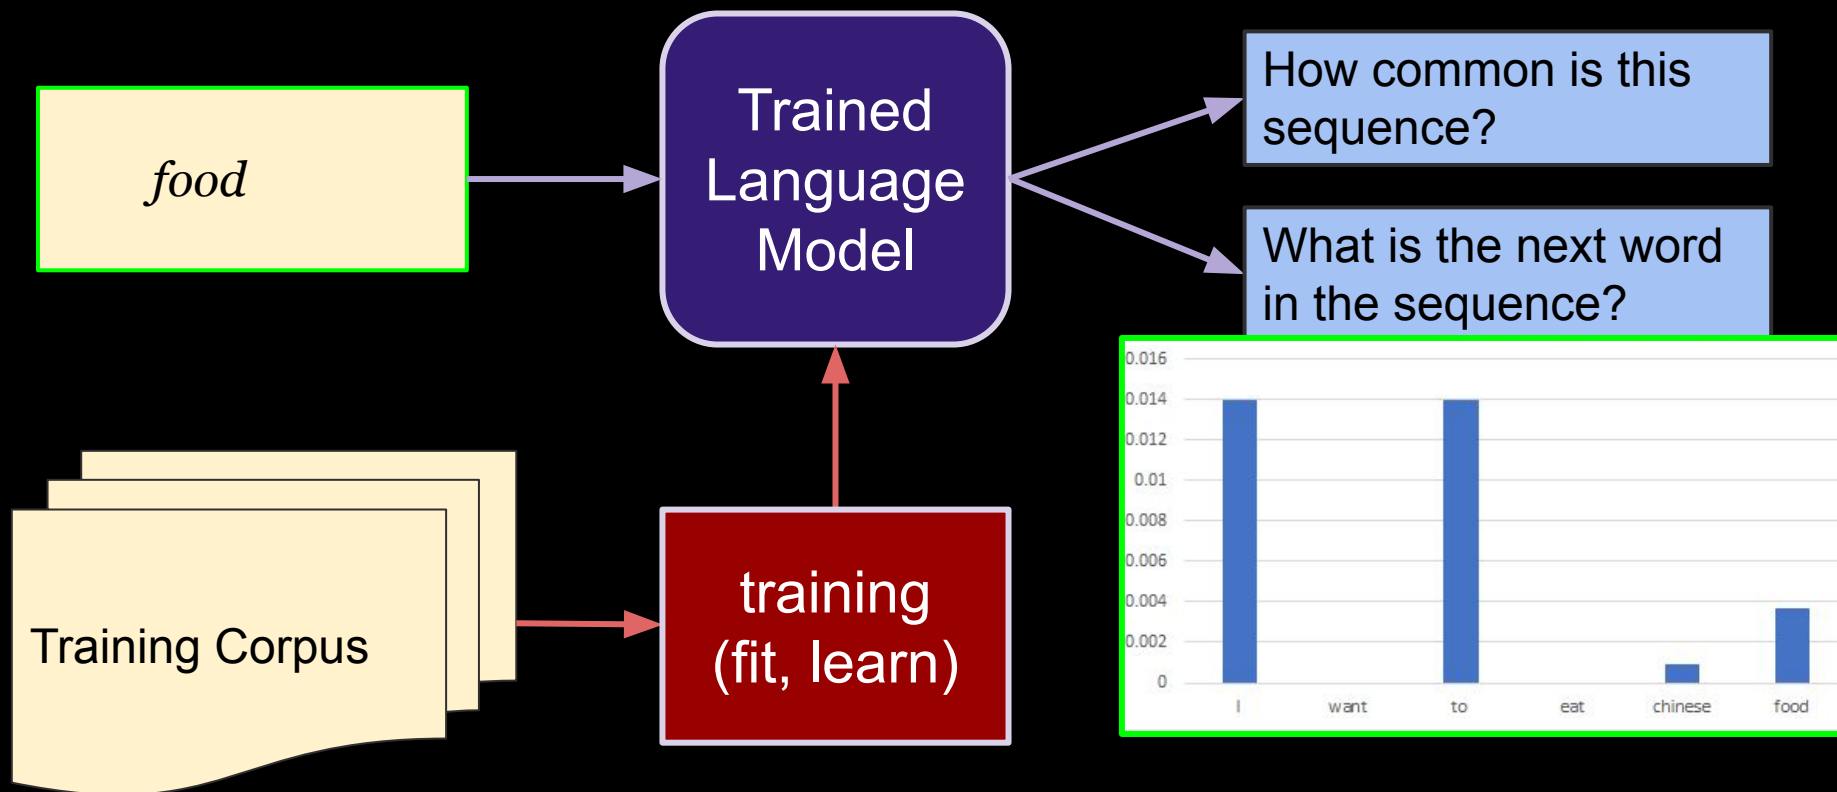 food
Trained
Language
Model
How common is this
sequence?
What is the next word
in the sequence?
Training Corpus
training
(fit, learn)
0.016
0.014
0.012
0.01
0.008
0.006
0.004
0.002
0
I want to eat chinese food